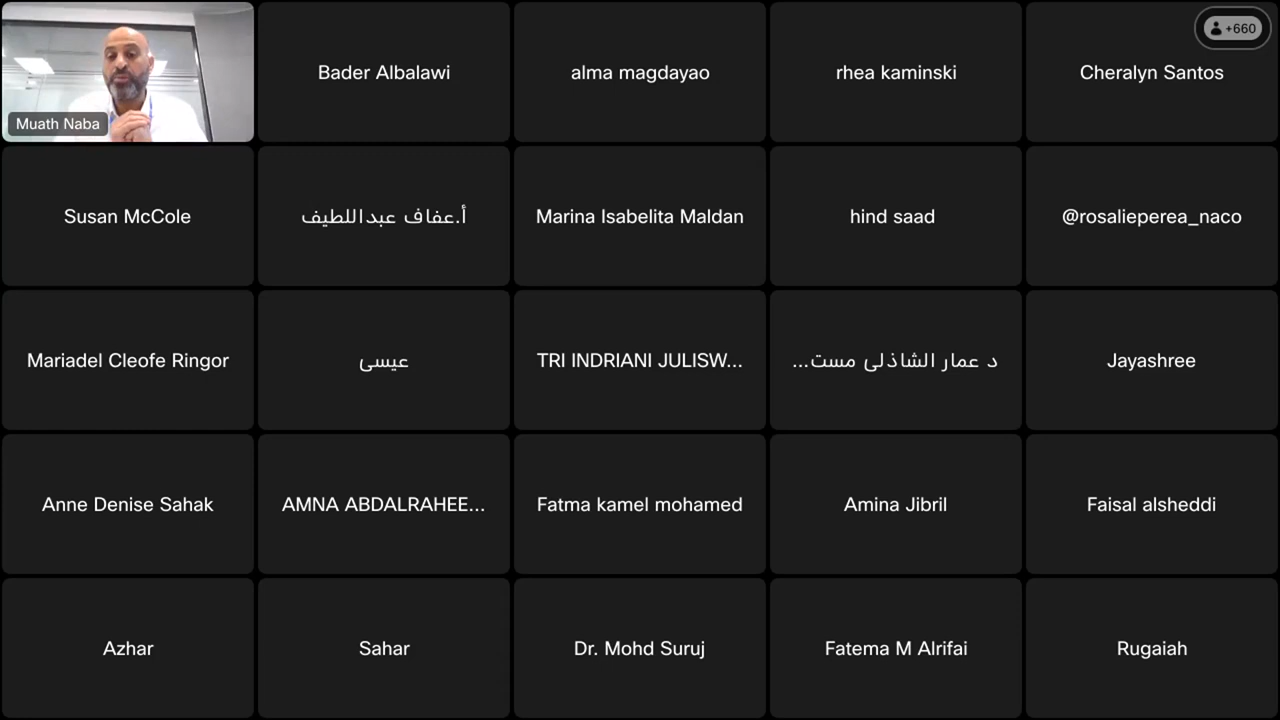 Muath Naba
Bader Albalawi
alma magdayao
rhea kaminski
Cheralyn Santos
+660
Susan McCole
أ.عفاف عبداللطيف
Marina Isabelita Maldan
hind saad
@rosalieperea_naco
Mariadel Cleofe Ringor
عيسى
TRI INDRIANI JULISW...
د عمار الشاذلى مست...
Jayashree
Anne Denise Sahak
AMNA ABDALRAHEE...
Fatma kamel mohamed
Amina Jibril
Faisal alsheddi
Azhar
Sahar
Dr. Mohd Suruj
Fatema M Alrifai
Rugaiah